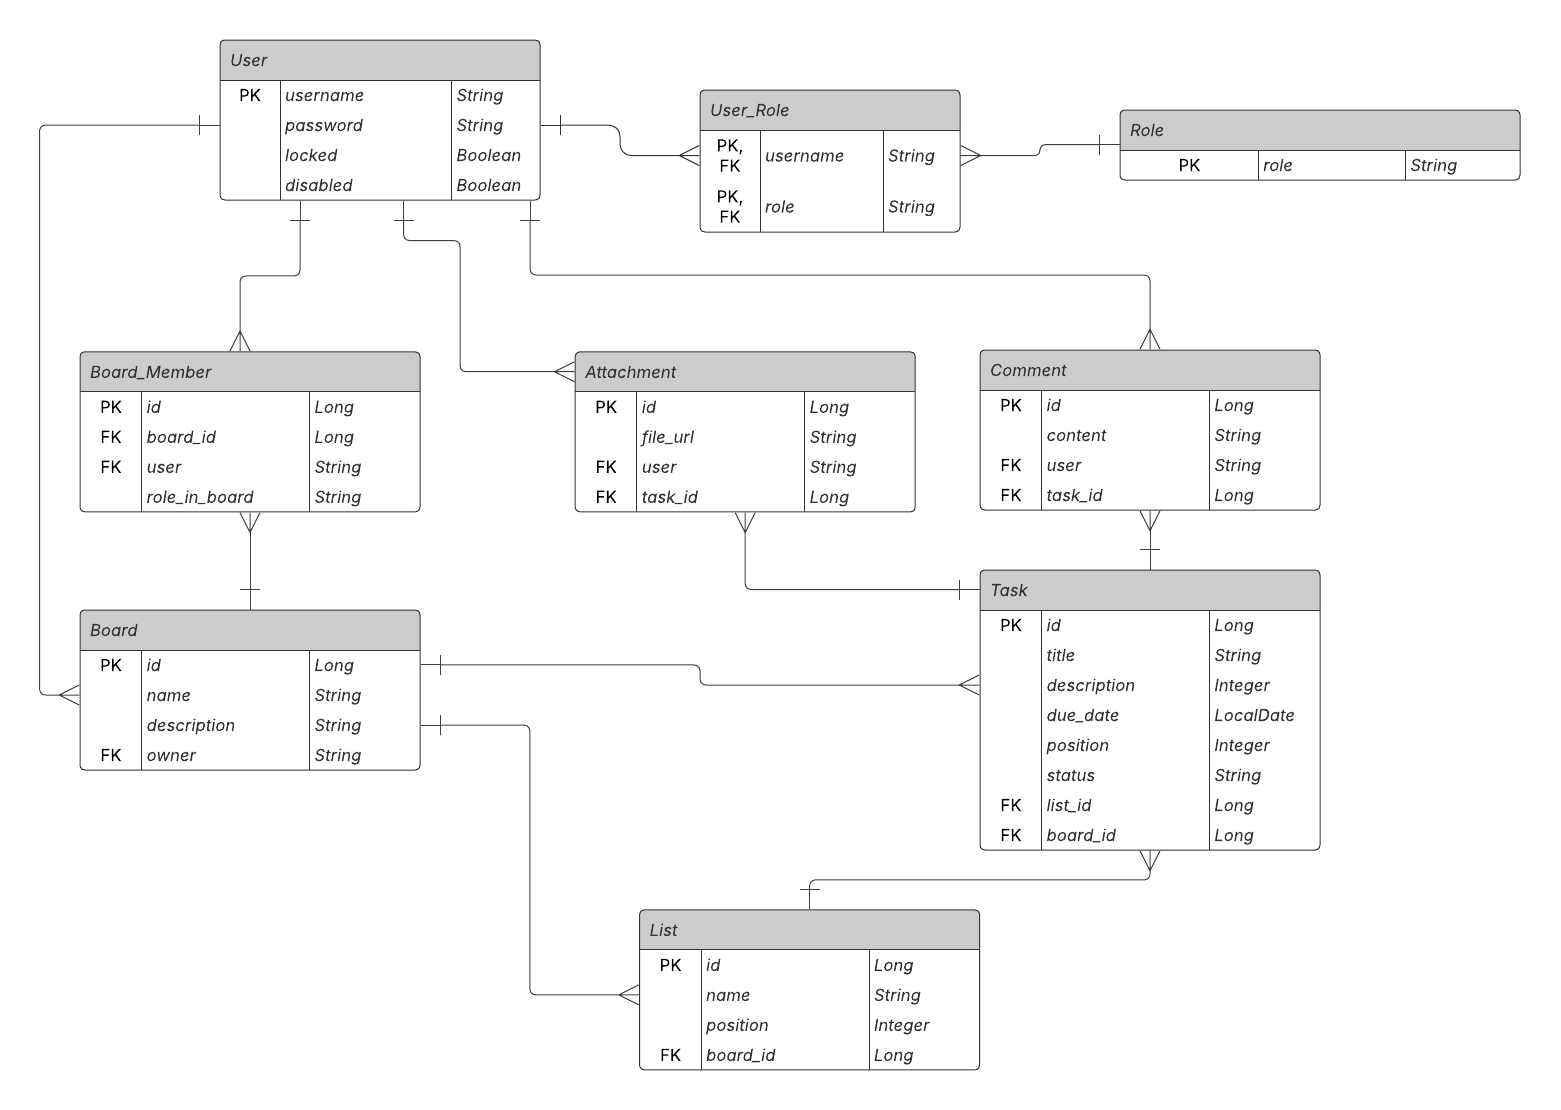 User
PK username String
password String
locked Boolean
disabled Boolean
User_Role
PK,
FK username String
PK,
FK role String
Role
PK role String
Board_Member
PK id Long
FK board_id Long
FK user String
role_in_board String
Attachment
PK id Long
file_url String
FK user String
FK task_id Long
Comment
PK id Long
content String
FK user String
FK task_id Long
Board
PK id Long
name String
description String
FK owner String
Task
PK id Long
title String
description Integer
due_date LocalDate
position Integer
status String
FK list_id Long
FK board_id Long
List
PK id Long
name String
position Integer
FK board_id Long